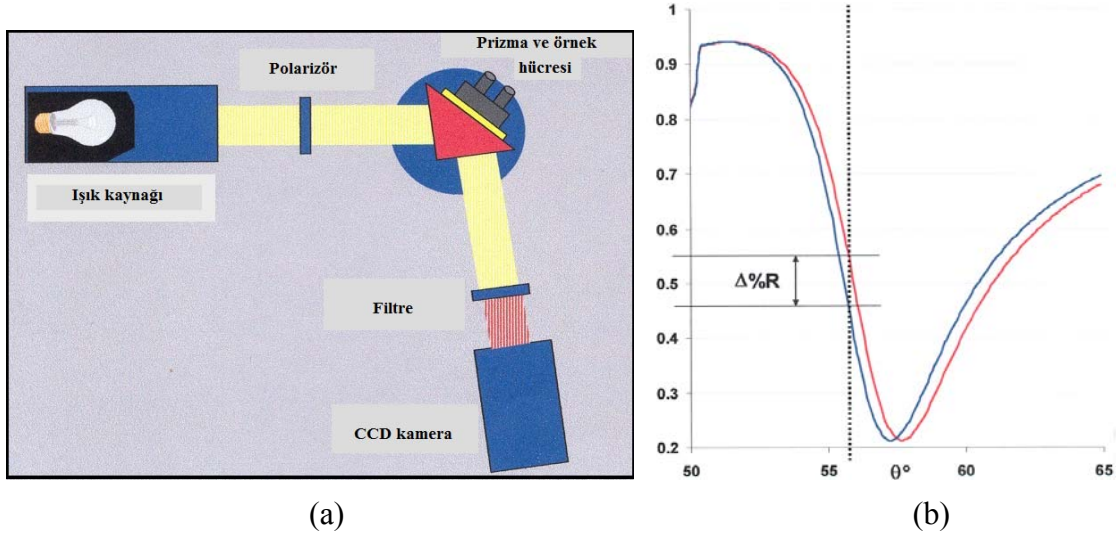 Prizma ve örnek
hücresi
Polarizör
Işık kaynağı
Filtre
CCD kamera
(a)
1
0.9
0.8
0.7
0.6
0.5
0.4
0.3
0.2
Δ%R
50
55
θ°
60
65
(b)